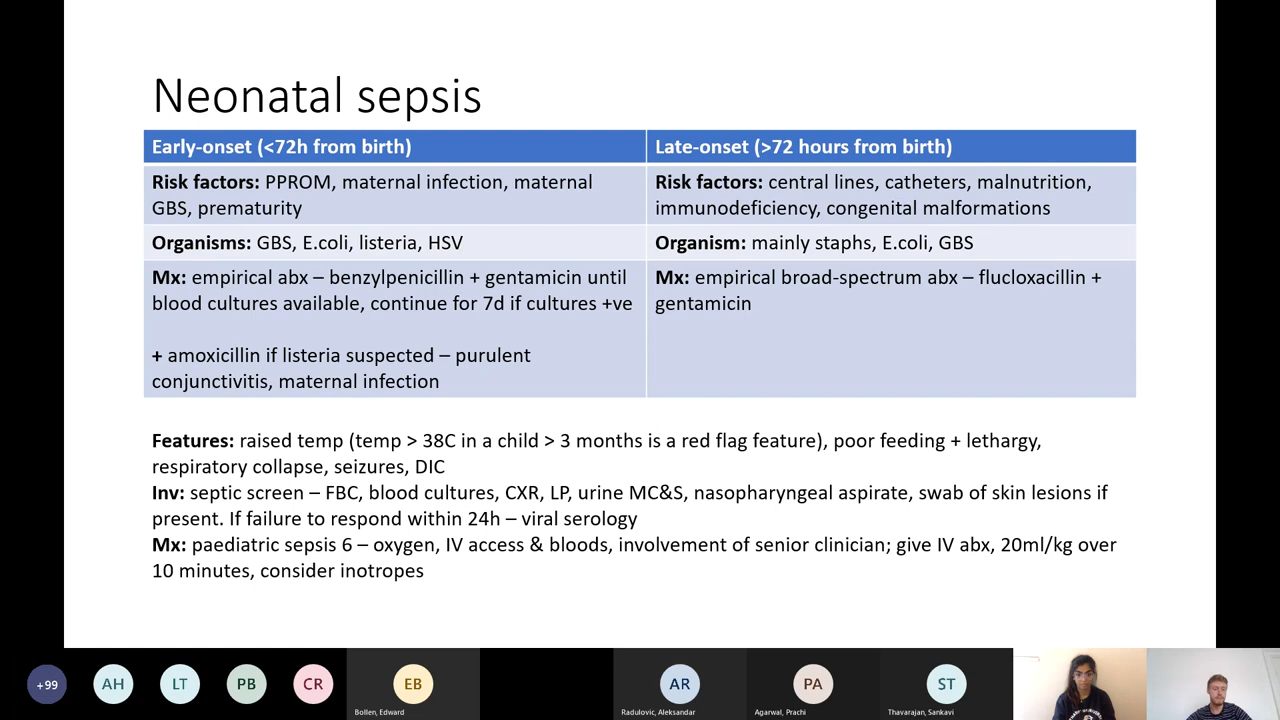 Neonatal sepsis
Early-onset (<72h from birth)
Late-onset (>72 hours from birth)
Risk factors: PPROM, maternal infection, maternal
GBS, prematurity
Risk factors: central lines, catheters, malnutrition,
immunodeficiency, congenital malformations
Organisms: GBS, E.coli, listeria, HSV
Organism: mainly staphs, E.coli, GBS
Mx: empirical abx – benzylpenicillin + gentamicin until
blood cultures available, continue for 7d if cultures +ve
+ amoxicillin if listeria suspected – purulent
conjunctivitis, maternal infection
Mx: empirical broad-spectrum abx – flucloxacillin +
gentamicin
Features: raised temp (temp > 38C in a child > 3 months is a red flag feature), poor feeding + lethargy,
respiratory collapse, seizures, DIC
Inv: septic screen – FBC, blood cultures, CXR, LP, urine MC&S, nasopharyngeal aspirate, swab of skin lesions if
present. If failure to respond within 24h – viral serology
Mx: paediatric sepsis 6 – oxygen, IV access & bloods, involvement of senior clinician; give IV abx, 20ml/kg over
10 minutes, consider inotropes
+99
AH
LT
PB
CR
EB
AR
PA
ST
Bollen, Edward
Radulovic, Aleksandar
Agarwal, Prachi
Thavarajan, Sankavi